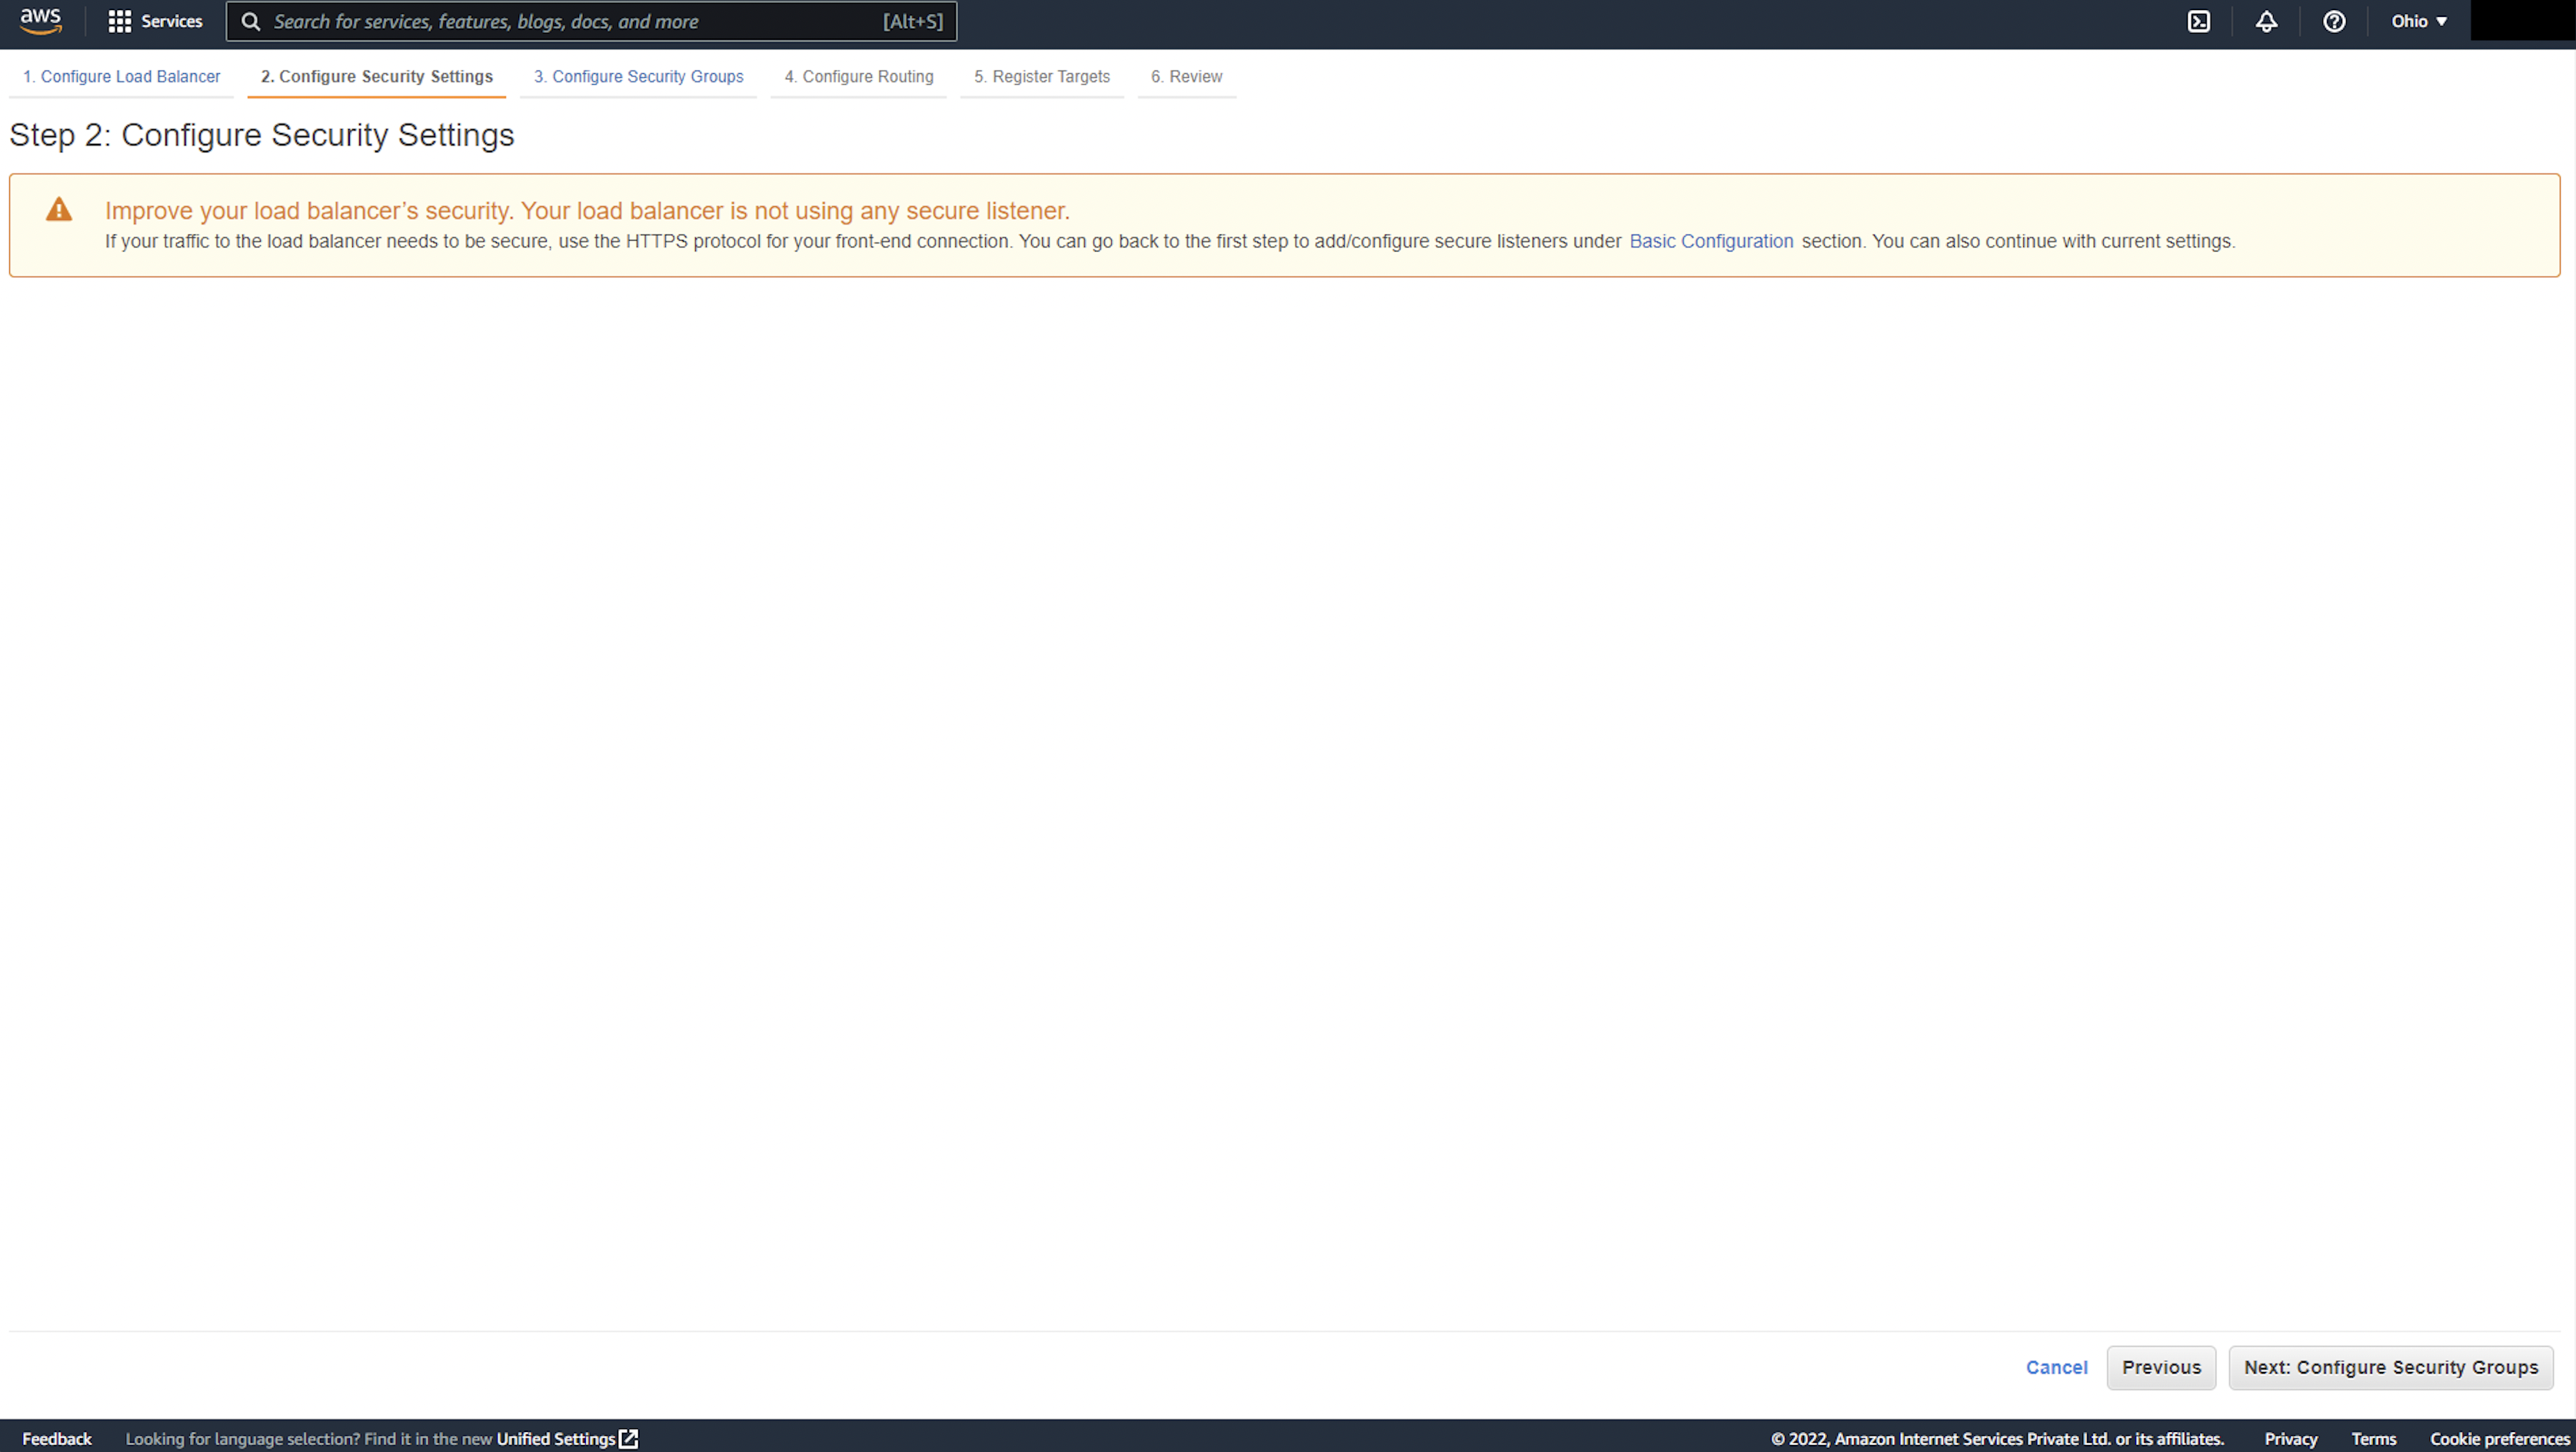 aws Services Search for services, features, blogs, docs, and more [Alt+S] Ohio
1. Configure Load Balancer 2. Configure Security Settings 3. Configure Security Groups 4. Configure Routing 5. Register Targets 6. Review
Step 2: Configure Security Settings
Improve your load balancer’s security. Your load balancer is not using any secure listener.
If your traffic to the load balancer needs to be secure, use the HTTPS protocol for your front-end connection. You can go back to the first step to add/configure secure listeners under Basic Configuration section. You can also continue with current settings.
Cancel Previous Next: Configure Security Groups
Feedback Looking for language selection? Find it in the new Unified Settings © 2022, Amazon Internet Services Private Ltd. or its affiliates. Privacy Terms Cookie preferences